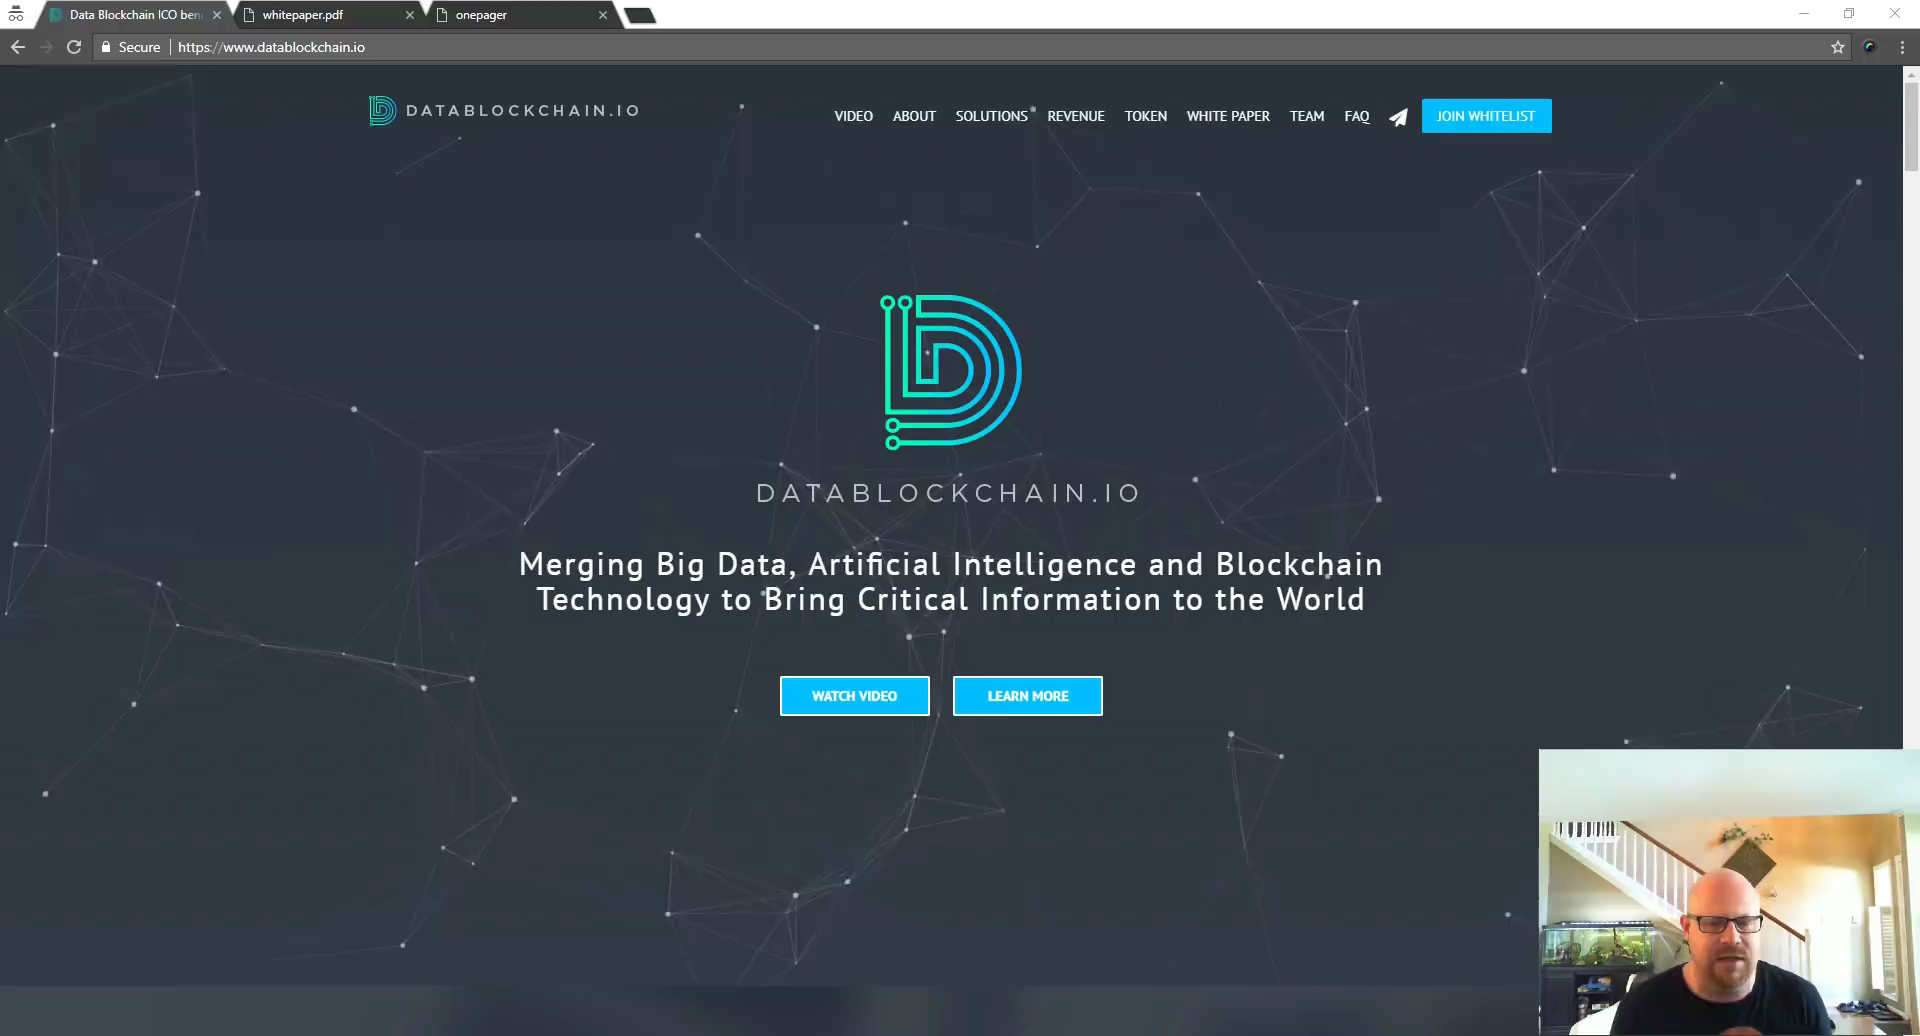 Data Blockchain ICO ben
whitepaper.pdf
onepager
Secure
https://www.datablockchain.io
DATABLOCKCHAIN.IO
VIDEO
ABOUT
SOLUTIONS
REVENUE
TOKEN
WHITE PAPER
TEAM
FAQ
JOIN WHITELIST
DATABLOCKCHAIN.IO
Merging Big Data, Artificial Intelligence and Blockchain
Technology to Bring Critical Information to the World
WATCH VIDEO
LEARN MORE